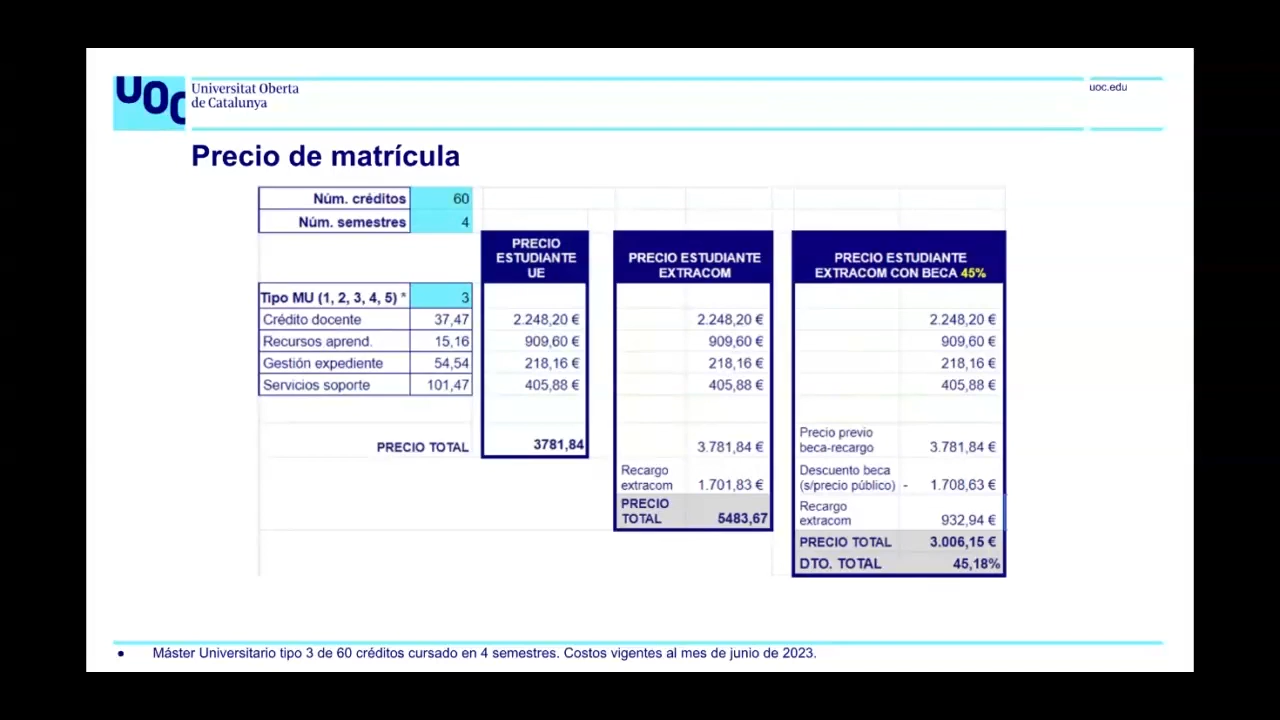 UOC
Universitat Oberta
de Catalunya
uoc.edu
Precio de matrícula
Núm. créditos 60
Núm. semestres 4
PRECIO
ESTUDIANTE
UE
PRECIO ESTUDIANTE
EXTRACOM
PRECIO ESTUDIANTE
EXTRACOM CON BECA 45%
Tipo MU (1, 2, 3, 4, 5) * 3
Crédito docente 37,47 2.248,20 € 2.248,20 € 2.248,20 €
Recursos aprend. 15,16 909,60 € 909,60 € 909,60 €
Gestión expediente 54,54 218,16 € 218,16 € 218,16 €
Servicios soporte 101,47 405,88 € 405,88 € 405,88 €
PRECIO TOTAL 3781,84 3.781,84 €
Precio previo
beca-recargo 3.781,84 €
Recargo
extracom 1.701,83 €
Descuento beca
(s/precio público) - 1.708,63 €
PRECIO
TOTAL 5483,67
Recargo
extracom 932,94 €
PRECIO TOTAL 3.006,15 €
DTO. TOTAL 45,18%
● Máster Universitario tipo 3 de 60 créditos cursado en 4 semestres. Costos vigentes al mes de junio de 2023.